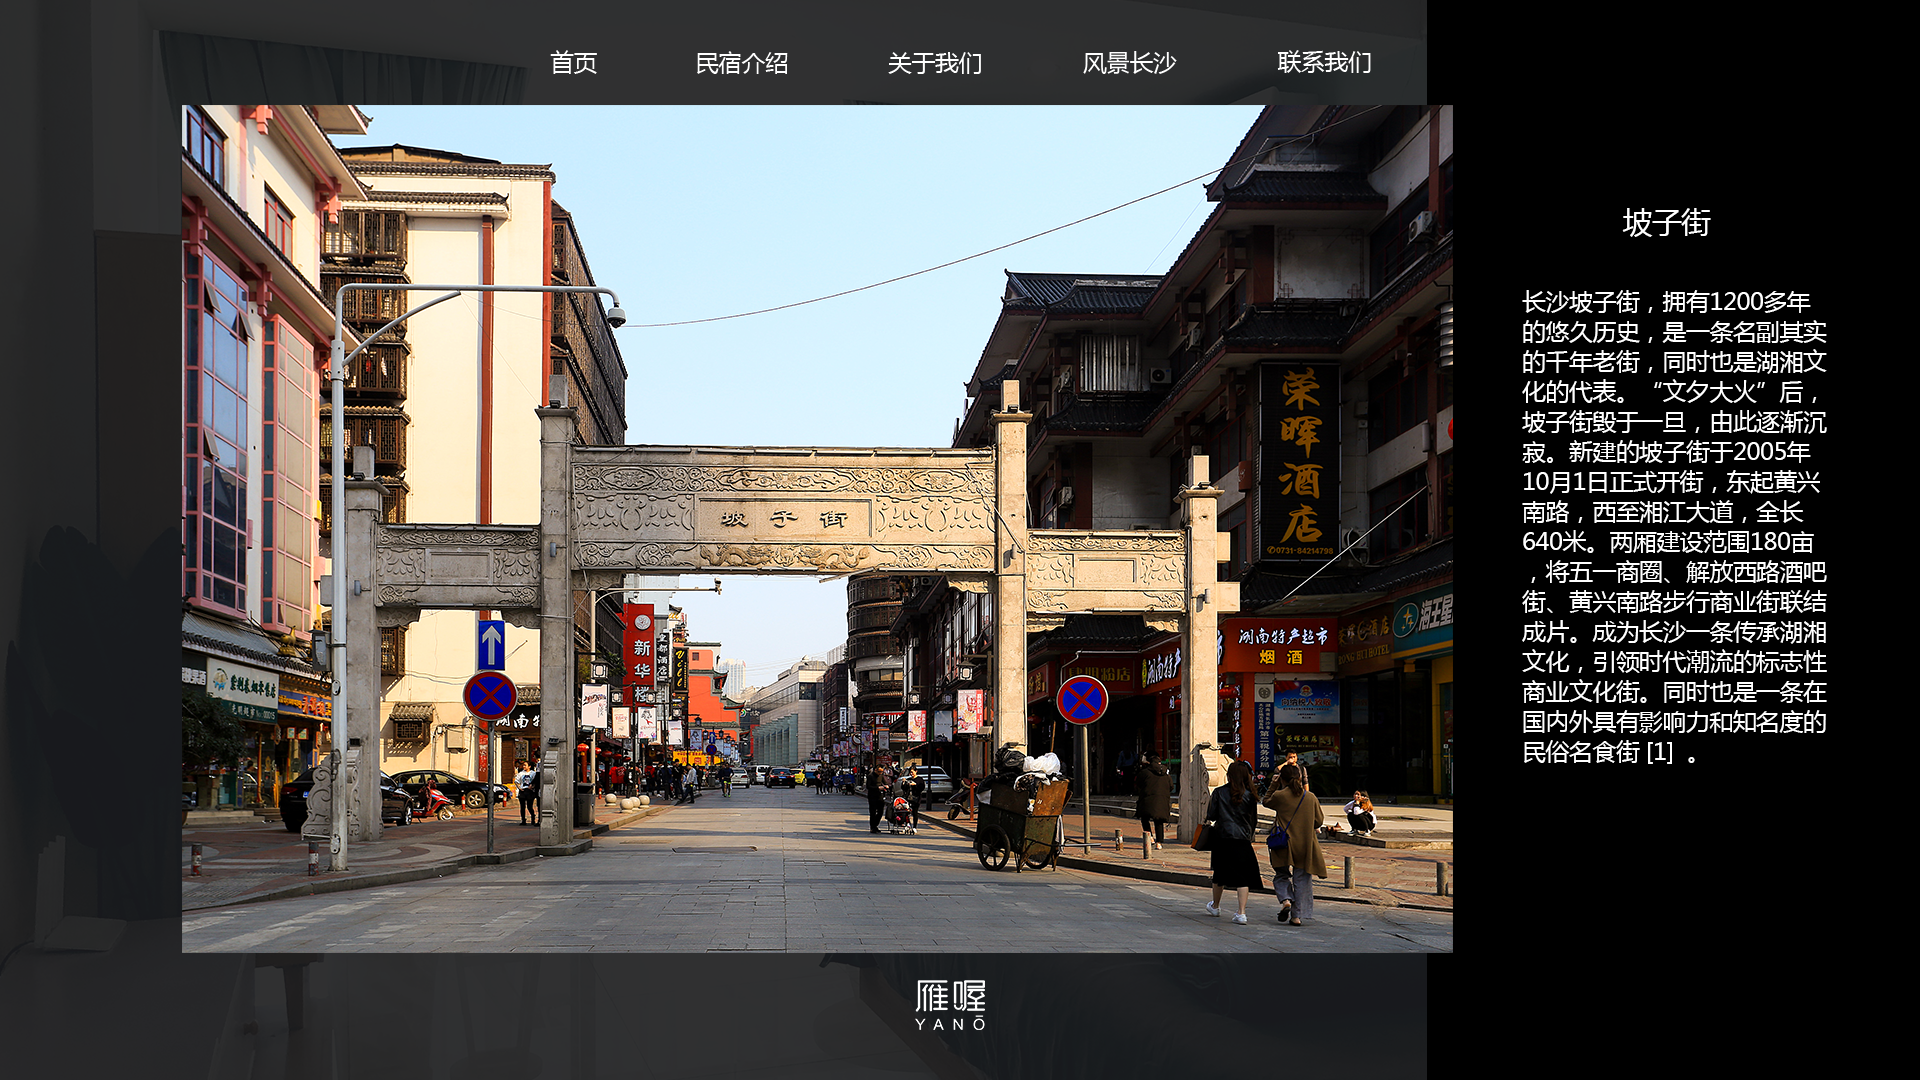 首页
民宿介绍
关于我们
风景长沙
联系我们
坡子街
长沙坡子街，拥有1200多年
的悠久历史，是一条名副其实
的千年老街，同时也是湖湘文
化的代表。“文夕大火”后，
坡子街毁于一旦，由此逐渐沉
寂。新建的坡子街于2005年
10月1日正式开街，东起黄兴
南路，西至湘江大道，全长
640米。两厢建设范围180亩
，将五一商圈、解放西路酒吧
街、黄兴南路步行商业街联结
成片。成为长沙一条传承湖湘
文化，引领时代潮流的标志性
商业文化街。同时也是一条在
国内外具有影响力和知名度的
民俗名食街 [1] 。
荣晖酒店
✆0731-84214798
坡子街
新华楼
湖南特产超市
烟 酒
湖南特产
海王星
雁喔
YANŌ